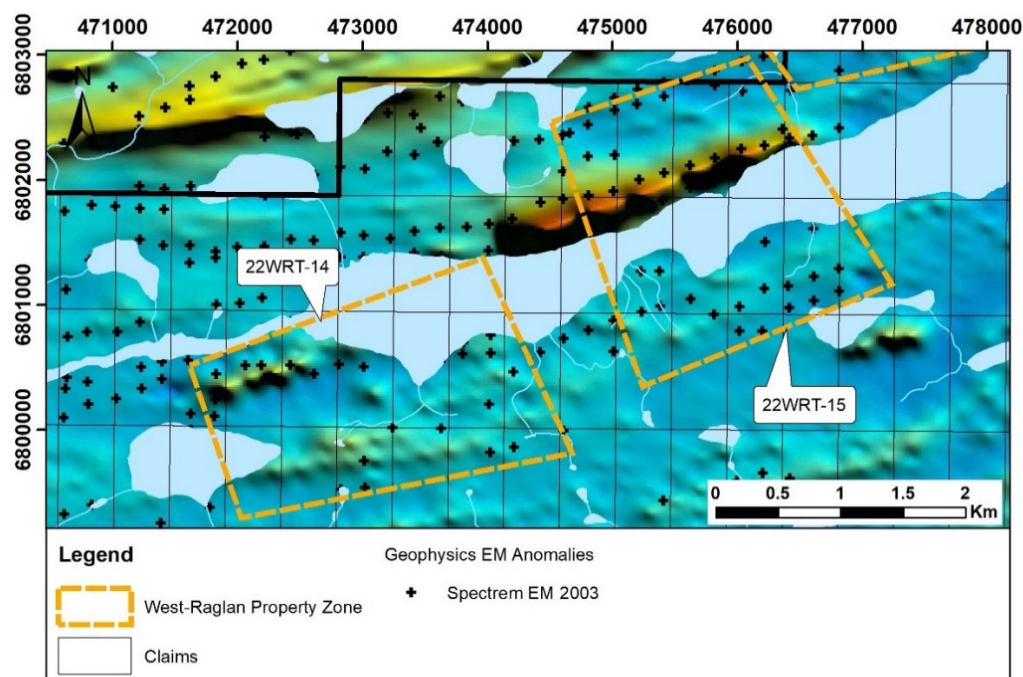 471000 472000 473000 474000 475000 476000 477000 478000
6803000
N
6802000
22WRT-14
6801000
22WRT-15
6800000
0 0.5 1 1.5 2
Km
Legend
Geophysics EM Anomalies
West-Raglan Property Zone
Spectrem EM 2003
Claims